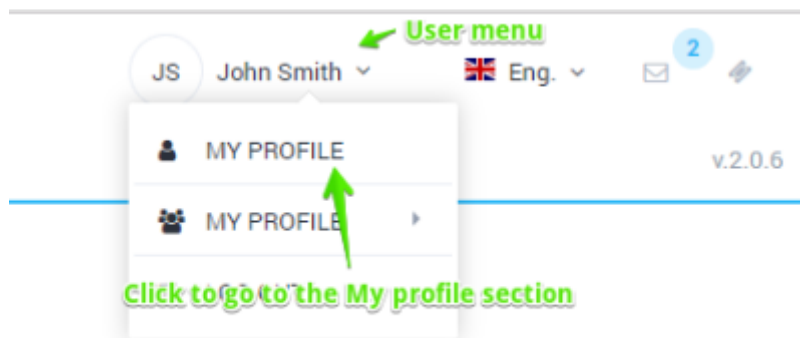 User menu
JS John Smith Eng. 2
MY PROFILE
v.2.0.6
MY PROFILE
Click to go to the My profile section